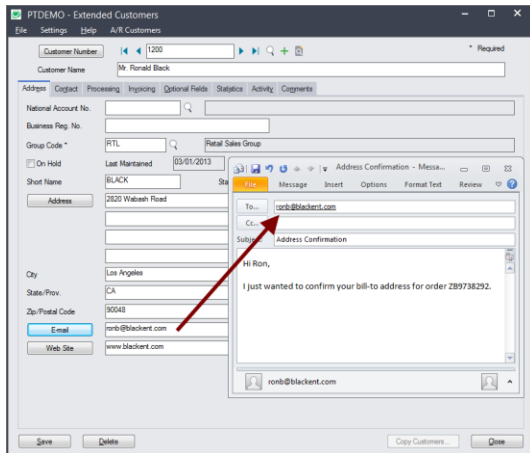 PTDEMO - Extended Customers
File Settings Help A/R Customers
Customer Number 1200 * Required
Customer Name Mr. Ronald Black
Address Contact Processing Invoicing Optional Fields Statistics Activity Comments
National Account No.
Business Reg. No.
Group Code * RTL Retail Sales Group
On Hold Last Maintained 03/01/2013
Short Name BLACK Sta
Address 2820 Wabash Road
City Los Angeles
State/Prov. CA
Zip/Postal Code 90048
E-mail ronb@blackent.com
Web Site www.blackent.com
Save Delete Copy Customers... Close
Address Confirmation - Messa...
File Message Insert Options Format Text Review
To... ronb@blackent.com
Cc...
Subject: Address Confirmation
Hi Ron,
I just wanted to confirm your bill-to address for order ZB9738292.
ronb@blackent.com